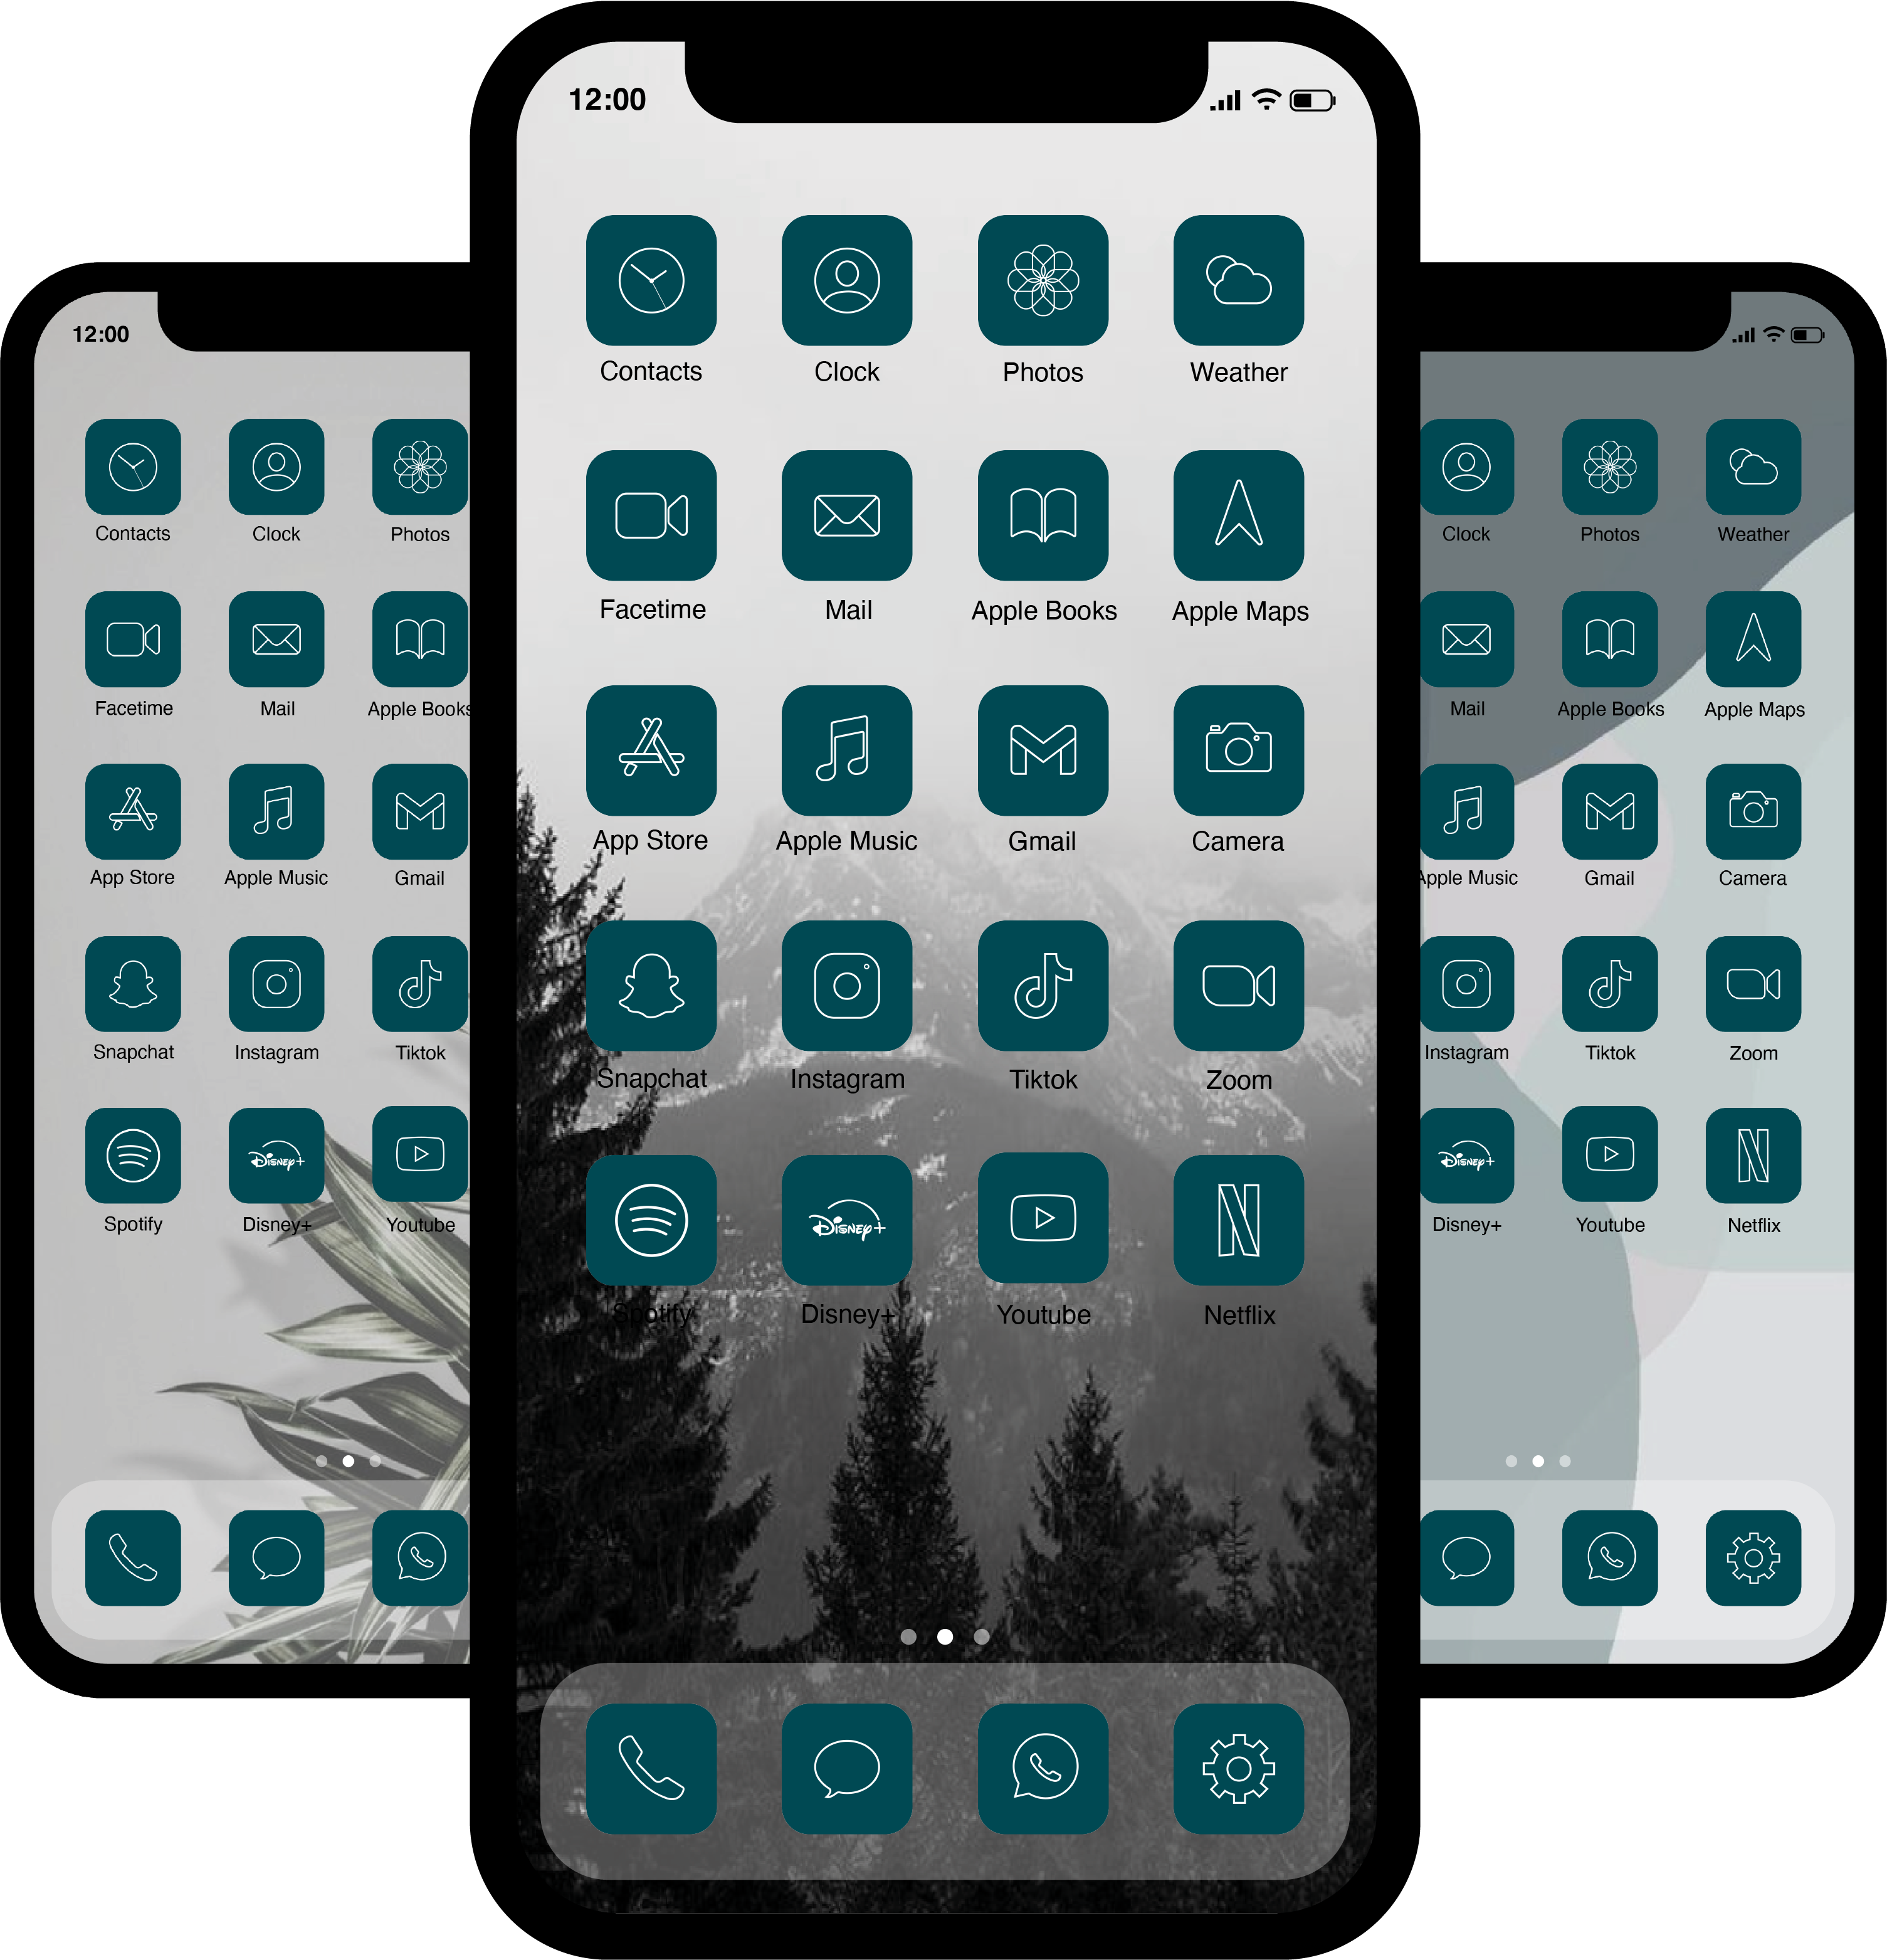 12:00
Contacts Clock Photos Weather
Facetime Mail Apple Books Apple Maps
App Store Apple Music Gmail Camera
Snapchat Instagram Tiktok Zoom
Spotify Disney+ Youtube Netflix
Disney+
12:00
Contacts Clock Photos
Facetime Mail Apple Books
App Store Apple Music Gmail
Snapchat Instagram Tiktok
Spotify Disney+ Youtube
Disney+
Clock Photos Weather
Mail Apple Books Apple Maps
Apple Music Gmail Camera
Instagram Tiktok Zoom
Disney+ Youtube Netflix
Disney+